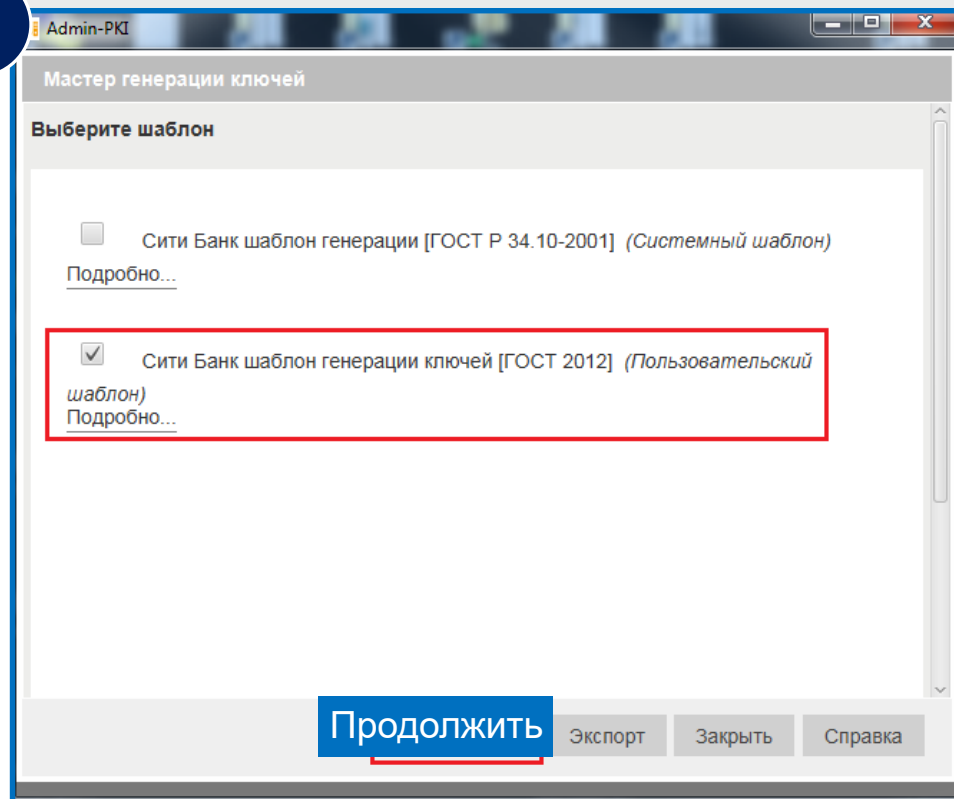 Admin-PKI
Мастер генерации ключей
Выберите шаблон
Сити Банк шаблон генерации [ГОСТ Р 34.10-2001] (Системный шаблон)
Подробно...
Сити Банк шаблон генерации ключей [ГОСТ 2012] (Пользовательский
шаблон)
Подробно...
Продолжить Экспорт Закрыть Справка